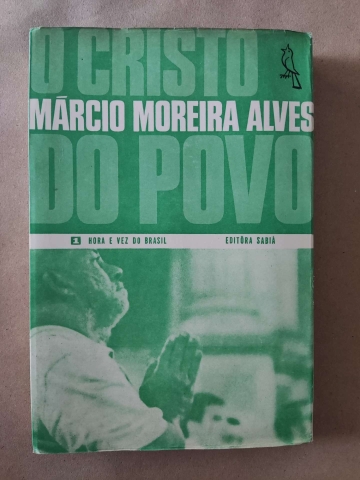 O CRISTO
MÁRCIO MOREIRA ALVES
DO POVO
1 HORA E VEZ DO BRASIL EDITÔRA SABIÁ